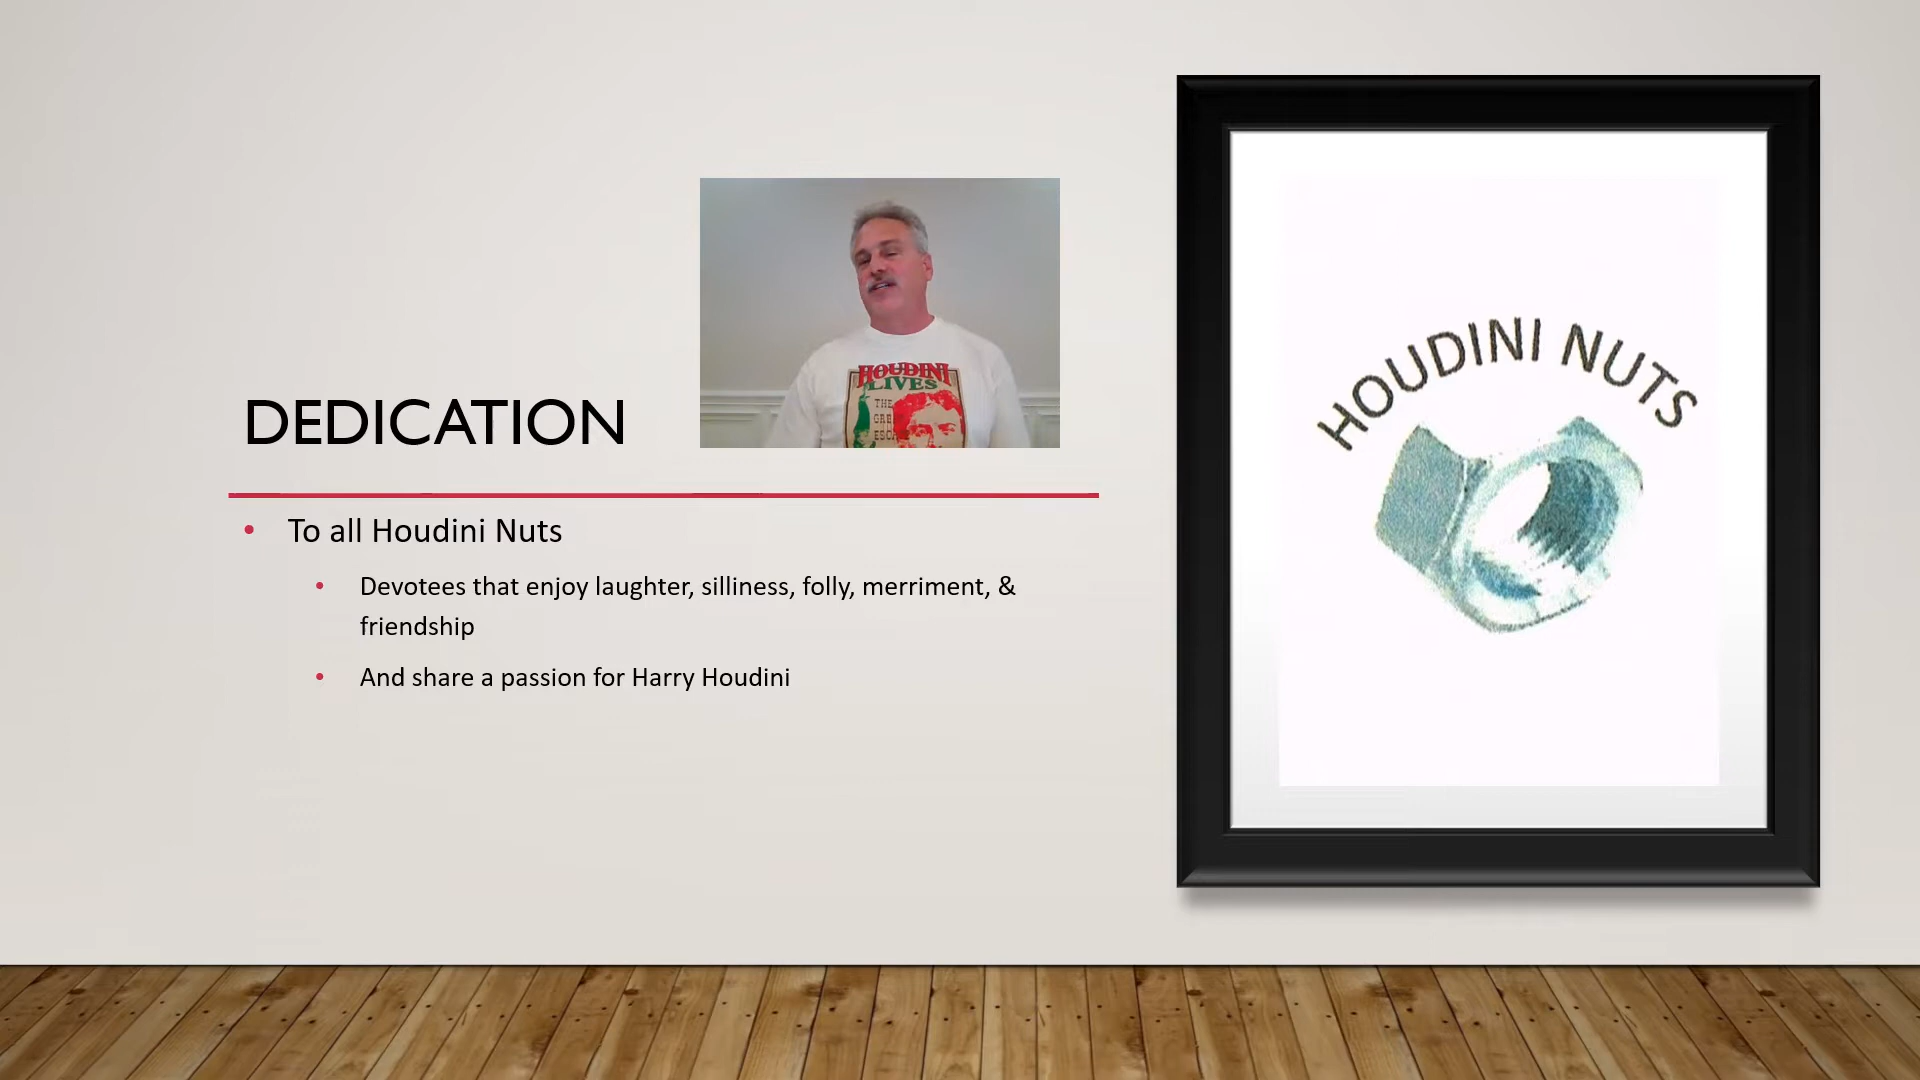 HOUDINI
LIVES
THE
DEDICATION
• To all Houdini Nuts
• Devotees that enjoy laughter, silliness, folly, merriment, &
friendship
• And share a passion for Harry Houdini
HOUDINI NUTS